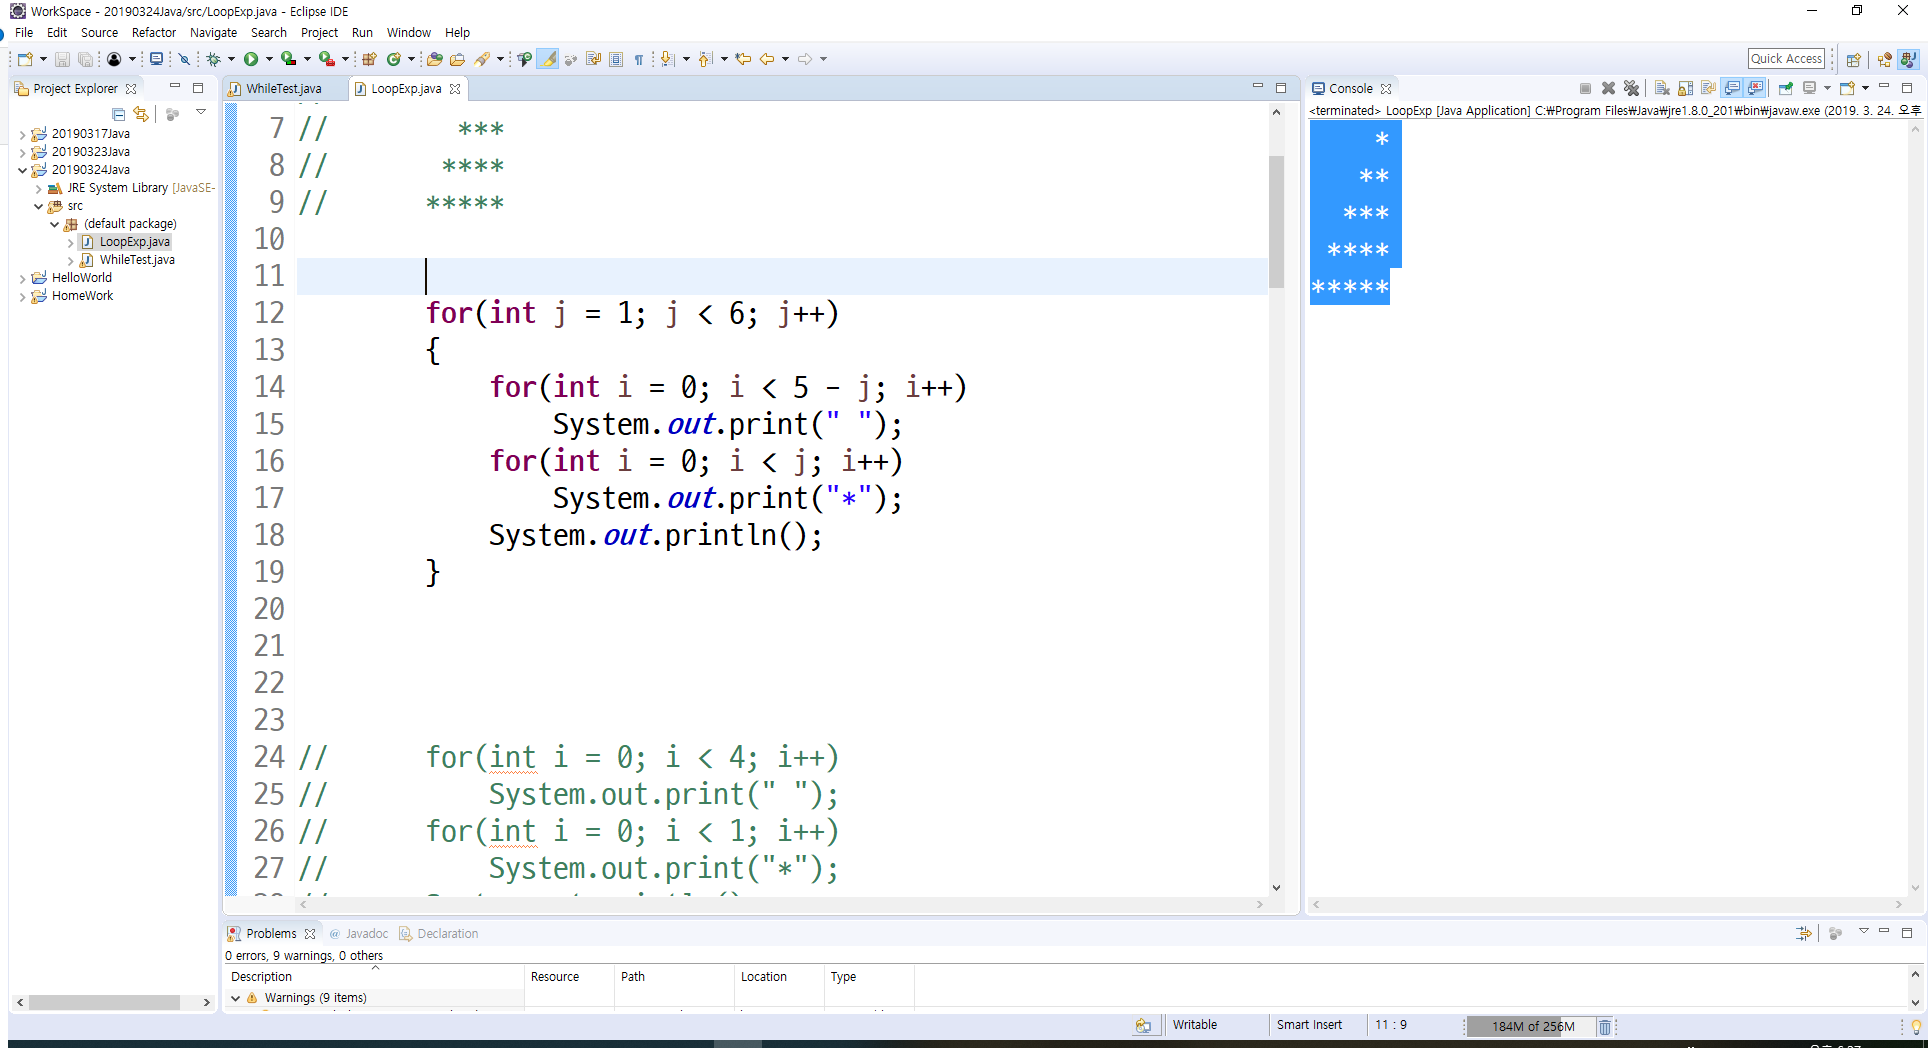 WorkSpace - 20190324Java/src/LoopExp.java - Eclipse IDE
File Edit Source Refactor Navigate Search Project Run Window Help
Quick Access
Project Explorer
20190317Java
20190323Java
20190324Java
JRE System Library [JavaSE-
src
(default package)
LoopExp.java
WhileTest.java
HelloWorld
HomeWork
WhileTest.java LoopExp.java
7 // ***
8 // ****
9 // *****
10
11
12 for(int j = 1; j < 6; j++)
13 {
14 for(int i = 0; i < 5 - j; i++)
15 System.out.print(" ");
16 for(int i = 0; i < j; i++)
17 System.out.print("*");
18 System.out.println();
19 }
20
21
22
23
24 // for(int i = 0; i < 4; i++)
25 // System.out.print(" ");
26 // for(int i = 0; i < 1; i++)
27 // System.out.print("*");
Console
<terminated> LoopExp [Java Application] C:₩Program Files₩Java₩jre1.8.0_201₩bin₩javaw.exe (2019. 3. 24. 오후
*
**
***
****
*****
Problems @ Javadoc Declaration
0 errors, 9 warnings, 0 others
Description Resource Path Location Type
Warnings (9 items)
Writable Smart Insert 11 : 9 184M of 256M